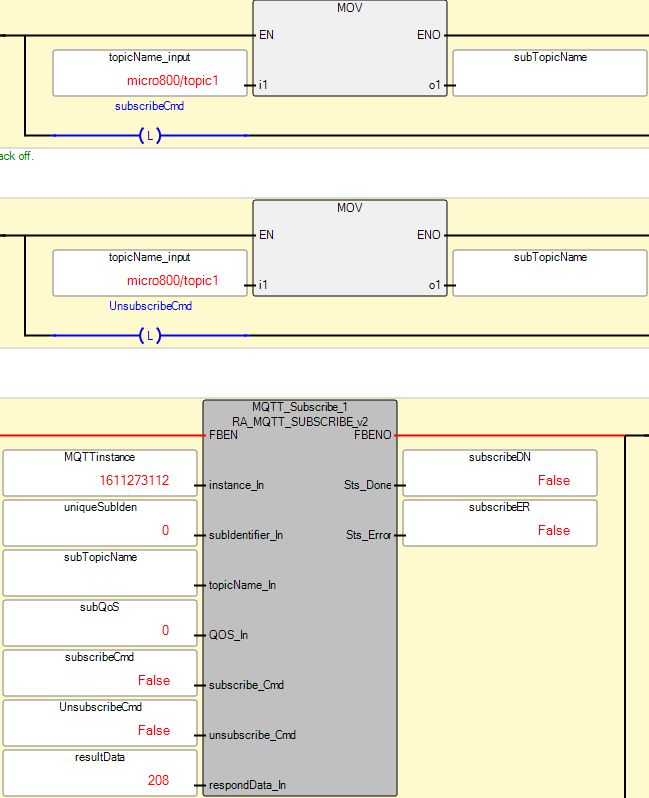 MOV
EN
ENO
topicName_input
subTopicName
micro800/topic1
i1
o1
subscribeCmd
L
ack off.
MOV
EN
ENO
topicName_input
subTopicName
micro800/topic1
i1
o1
UnsubscribeCmd
L
MQTT_Subscribe_1
RA_MQTT_SUBSCRIBE_v2
FBEN
FBENO
MQTTinstance
subscribeDN
1611273112
False
instance_In
Sts_Done
uniqueSubIden
subscribeER
0
False
subIdentifier_In
Sts_Error
subTopicName
topicName_In
subQoS
0
QOS_In
subscribeCmd
False
subscribe_Cmd
UnsubscribeCmd
False
unsubscribe_Cmd
resultData
208
respondData_In